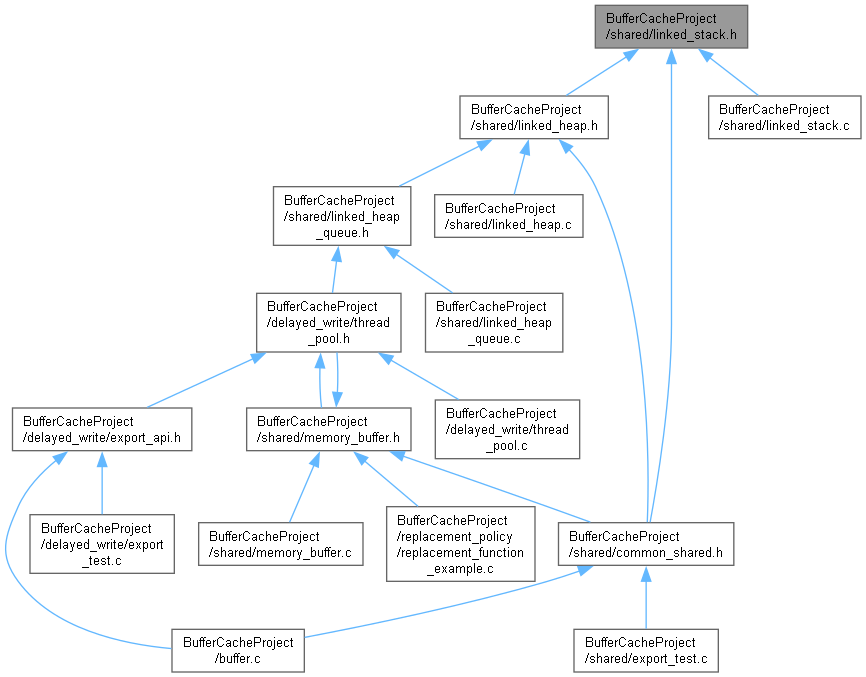 BufferCacheProject
/shared/linked_stack.h
BufferCacheProject
/shared/linked_heap.h
BufferCacheProject
/shared/linked_stack.c
BufferCacheProject
/shared/linked_heap
_queue.h
BufferCacheProject
/shared/linked_heap.c
BufferCacheProject
/delayed_write/thread
_pool.h
BufferCacheProject
/shared/linked_heap
_queue.c
BufferCacheProject
/delayed_write/export_api.h
BufferCacheProject
/shared/memory_buffer.h
BufferCacheProject
/delayed_write/thread
_pool.c
BufferCacheProject
/delayed_write/export
_test.c
BufferCacheProject
/shared/memory_buffer.c
BufferCacheProject
/replacement_policy
/replacement_function
_example.c
BufferCacheProject
/shared/common_shared.h
BufferCacheProject
/buffer.c
BufferCacheProject
/shared/export_test.c